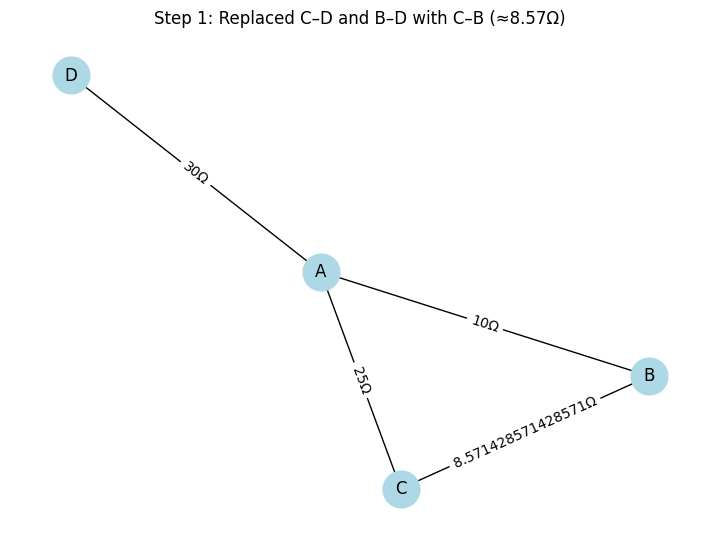 Step 1: Replaced C–D and B–D with C–B (≈8.57Ω)
D
30Ω
A
10Ω
25Ω
B
8.571428571428571Ω
C